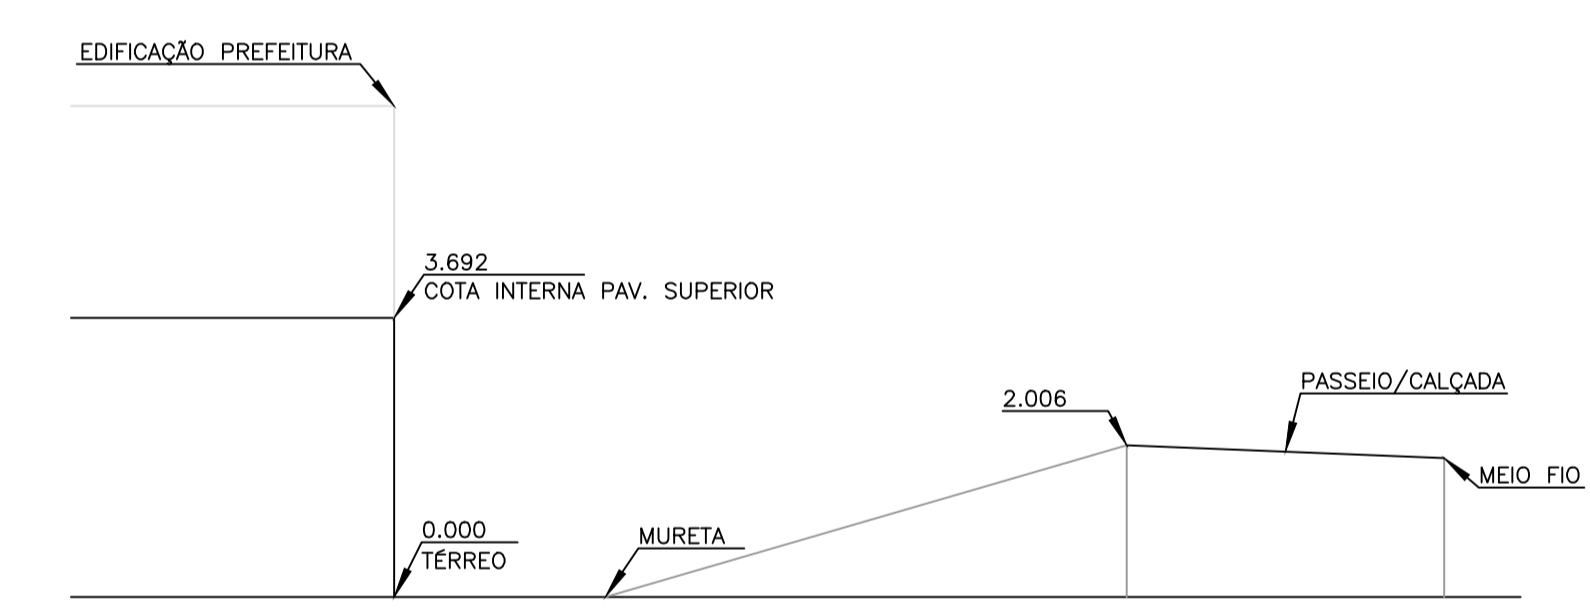 EDIFICAÇÃO PREFEITURA
3.692
COTA INTERNA PAV. SUPERIOR
PASSEIO/CALÇADA
2.006
MEIO FIO
0.000
TÉRREO
MURETA